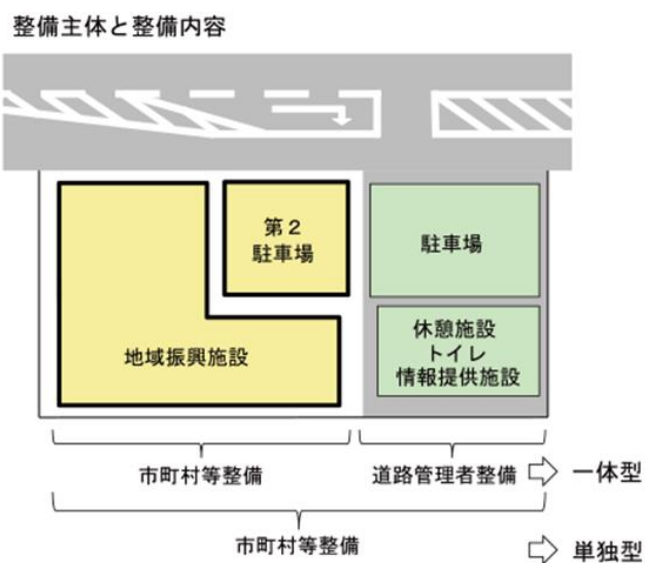 整備主体と整備内容
第２
駐車場
駐車場
地域振興施設
休憩施設
トイレ
情報提供施設
市町村等整備
道路管理者整備
一体型
市町村等整備
単独型